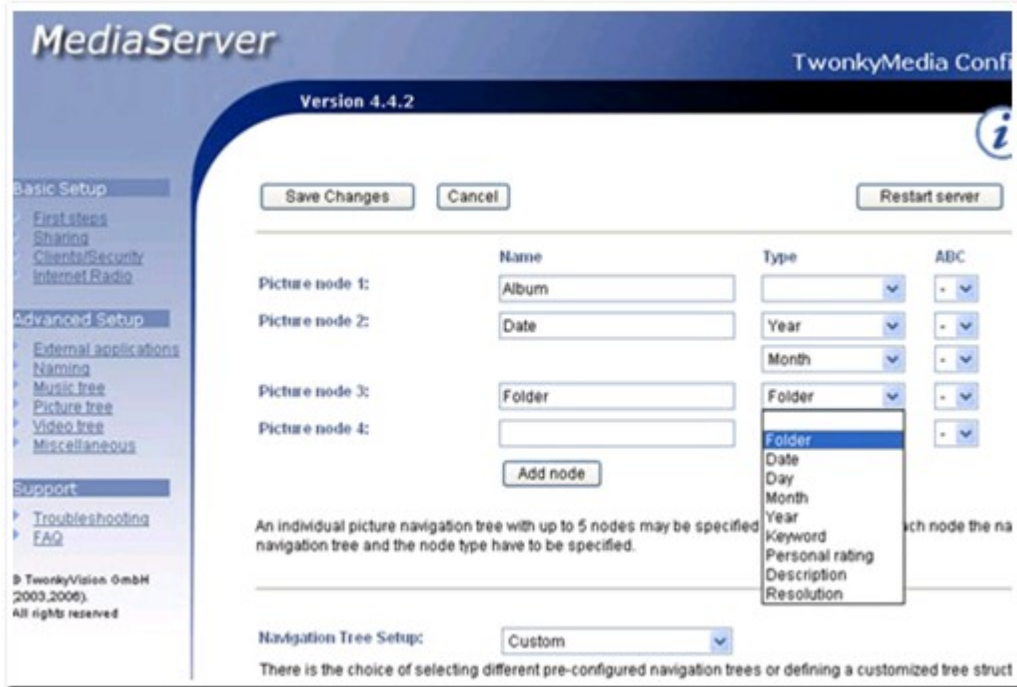 MediaServer
TwonkyMedia Confi
Version 4.4.2
i
Basic Setup
First steps
Sharing
Clients/Security
Internet Radio
Advanced Setup
External applications
Naming
Music tree
Picture tree
Video tree
Miscellaneous
Support
Troubleshooting
FAQ
© TwonkyVision GmbH
(2003,2006).
All rights reserved
Save Changes Cancel Restart server
Name Type ABC
Picture node 1: Album -
Picture node 2: Date Year -
Month -
Picture node 3: Folder Folder -
Picture node 4: -
Folder
Date
Day
Month
Year
Keyword
Personal rating
Description
Resolution
Add node
An individual picture navigation tree with up to 5 nodes may be specified ch node the na
navigation tree and the node type have to be specified.
Navigation Tree Setup: Custom
There is the choice of selecting different pre-configured navigation trees or defining a customized tree struct